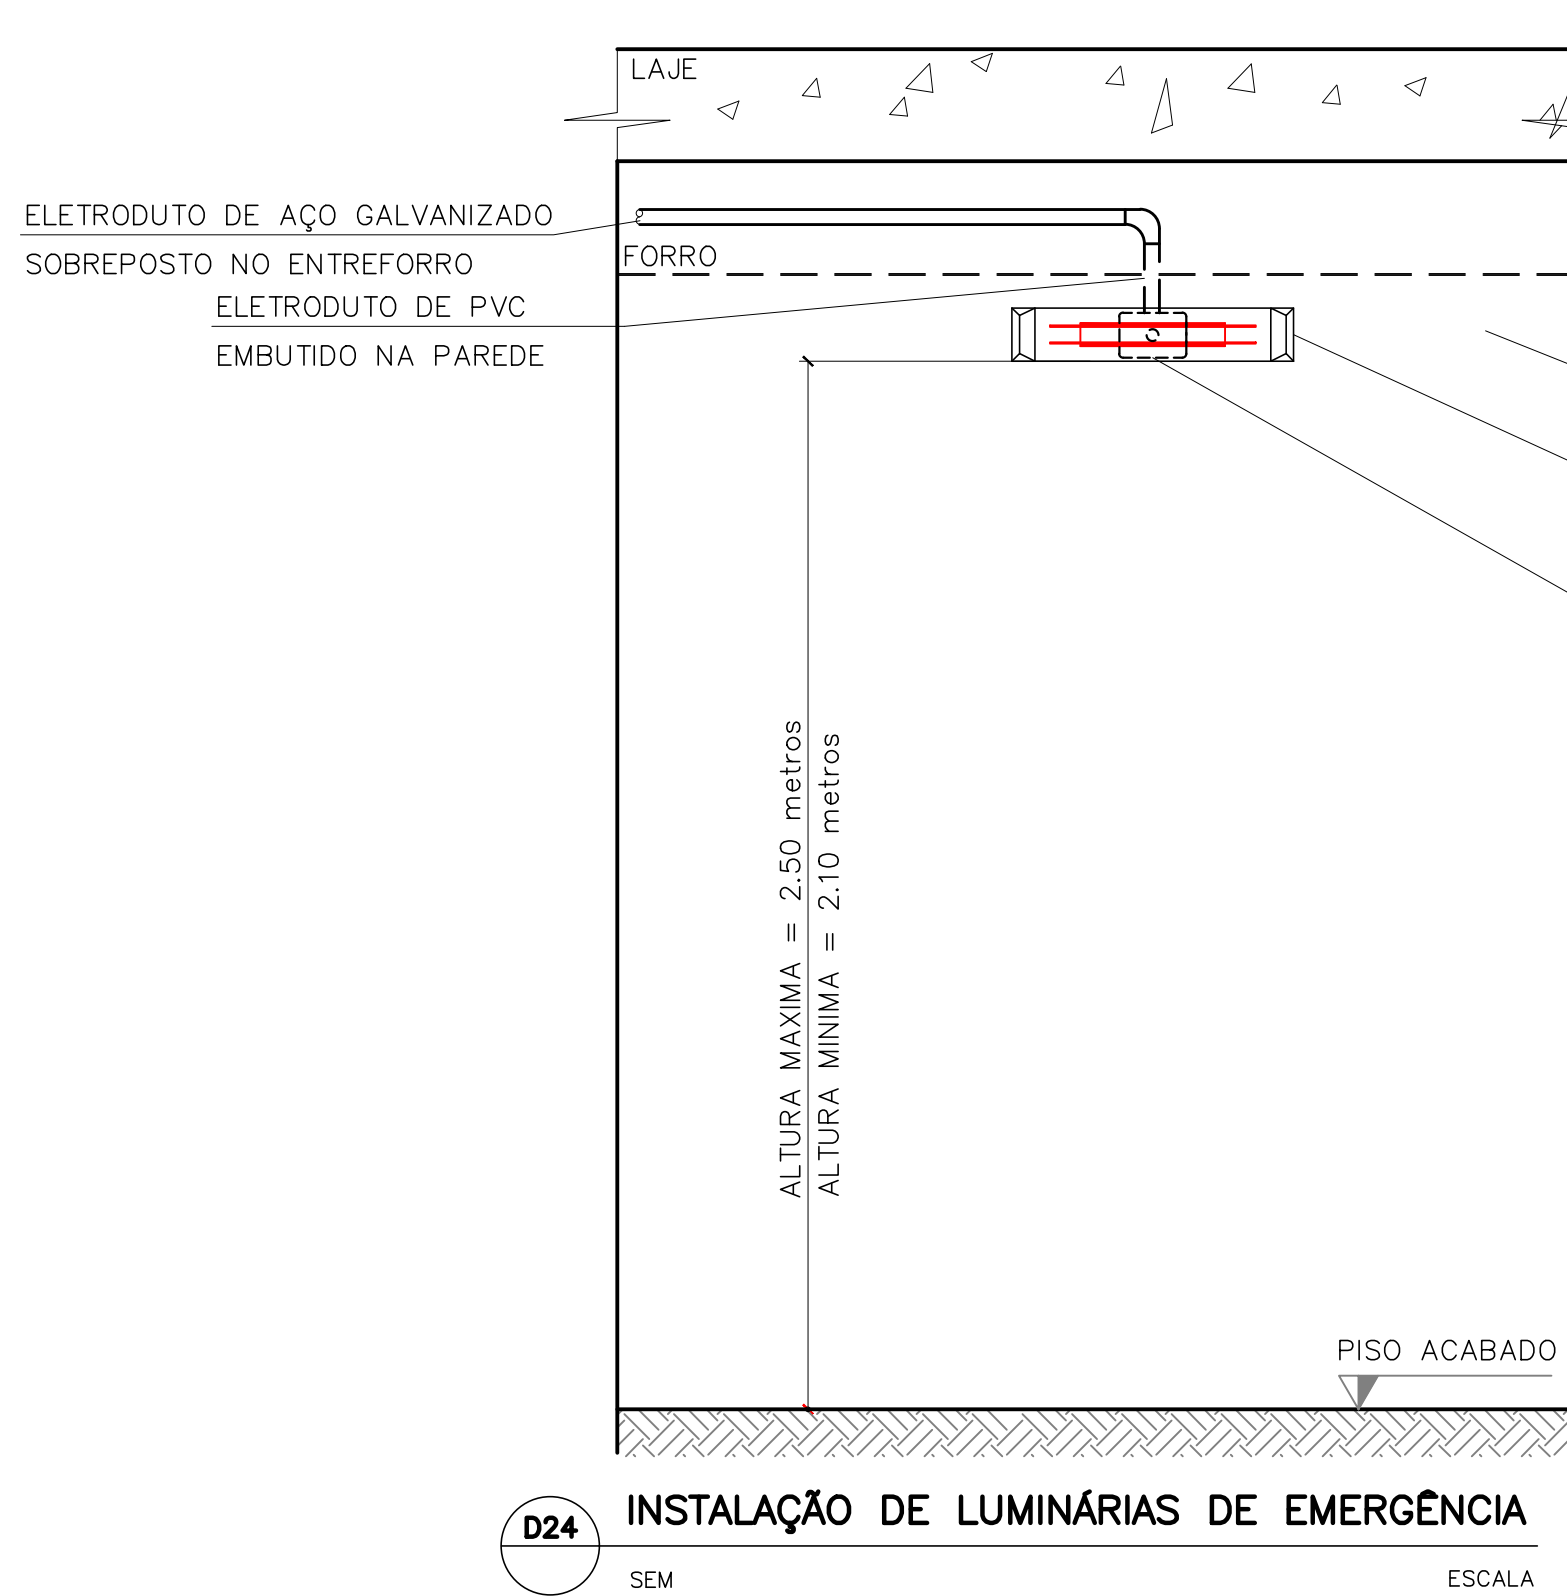 LAJE
ELETRODUTO DE AÇO GALVANIZADO
SOBREPOSTO NO ENTREFORRO
FORRO
ELETRODUTO DE PVC
EMBUTIDO NA PAREDE
ALTURA MAXIMA = 2.50 metros
ALTURA MINIMA = 2.10 metros
PISO ACABADO
D24
INSTALAÇÃO DE LUMINÁRIAS DE EMERGÊNCIA
SEM ESCALA